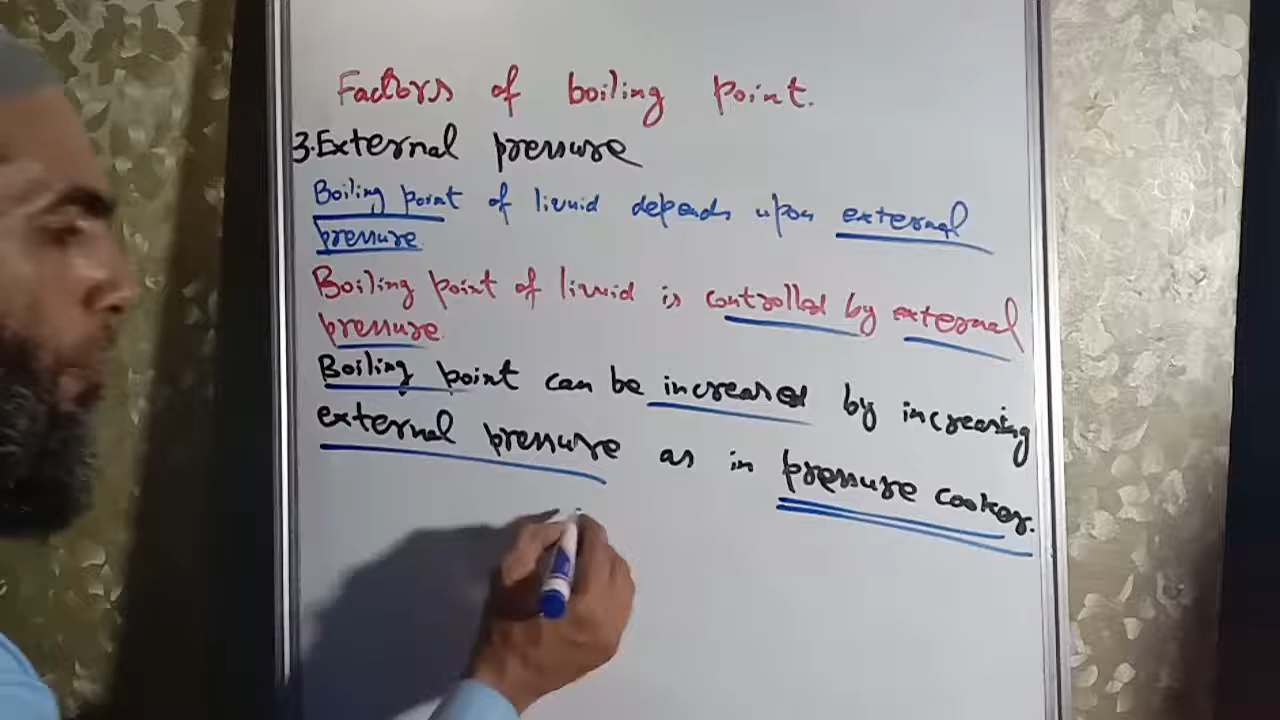 Factors of boiling point.
3.External pressure
Boiling point of liquid depends upon external
pressure.
Boiling point of liquid is controlled by external
pressure.
Boiling point can be increased by increasing
external pressure as in pressure cooker.